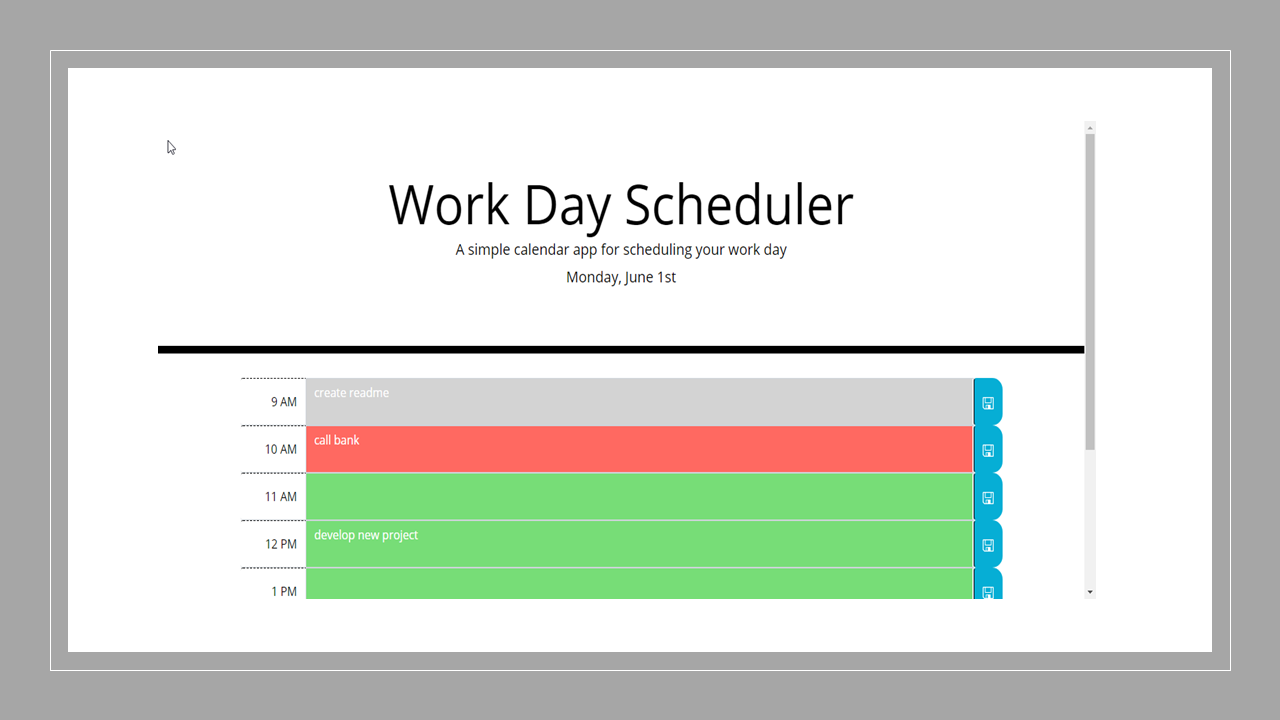 Work Day Scheduler
A simple calendar app for scheduling your work day
Monday, June 1st
9 AM create readme
10 AM call bank
11 AM
12 PM develop new project
1 PM